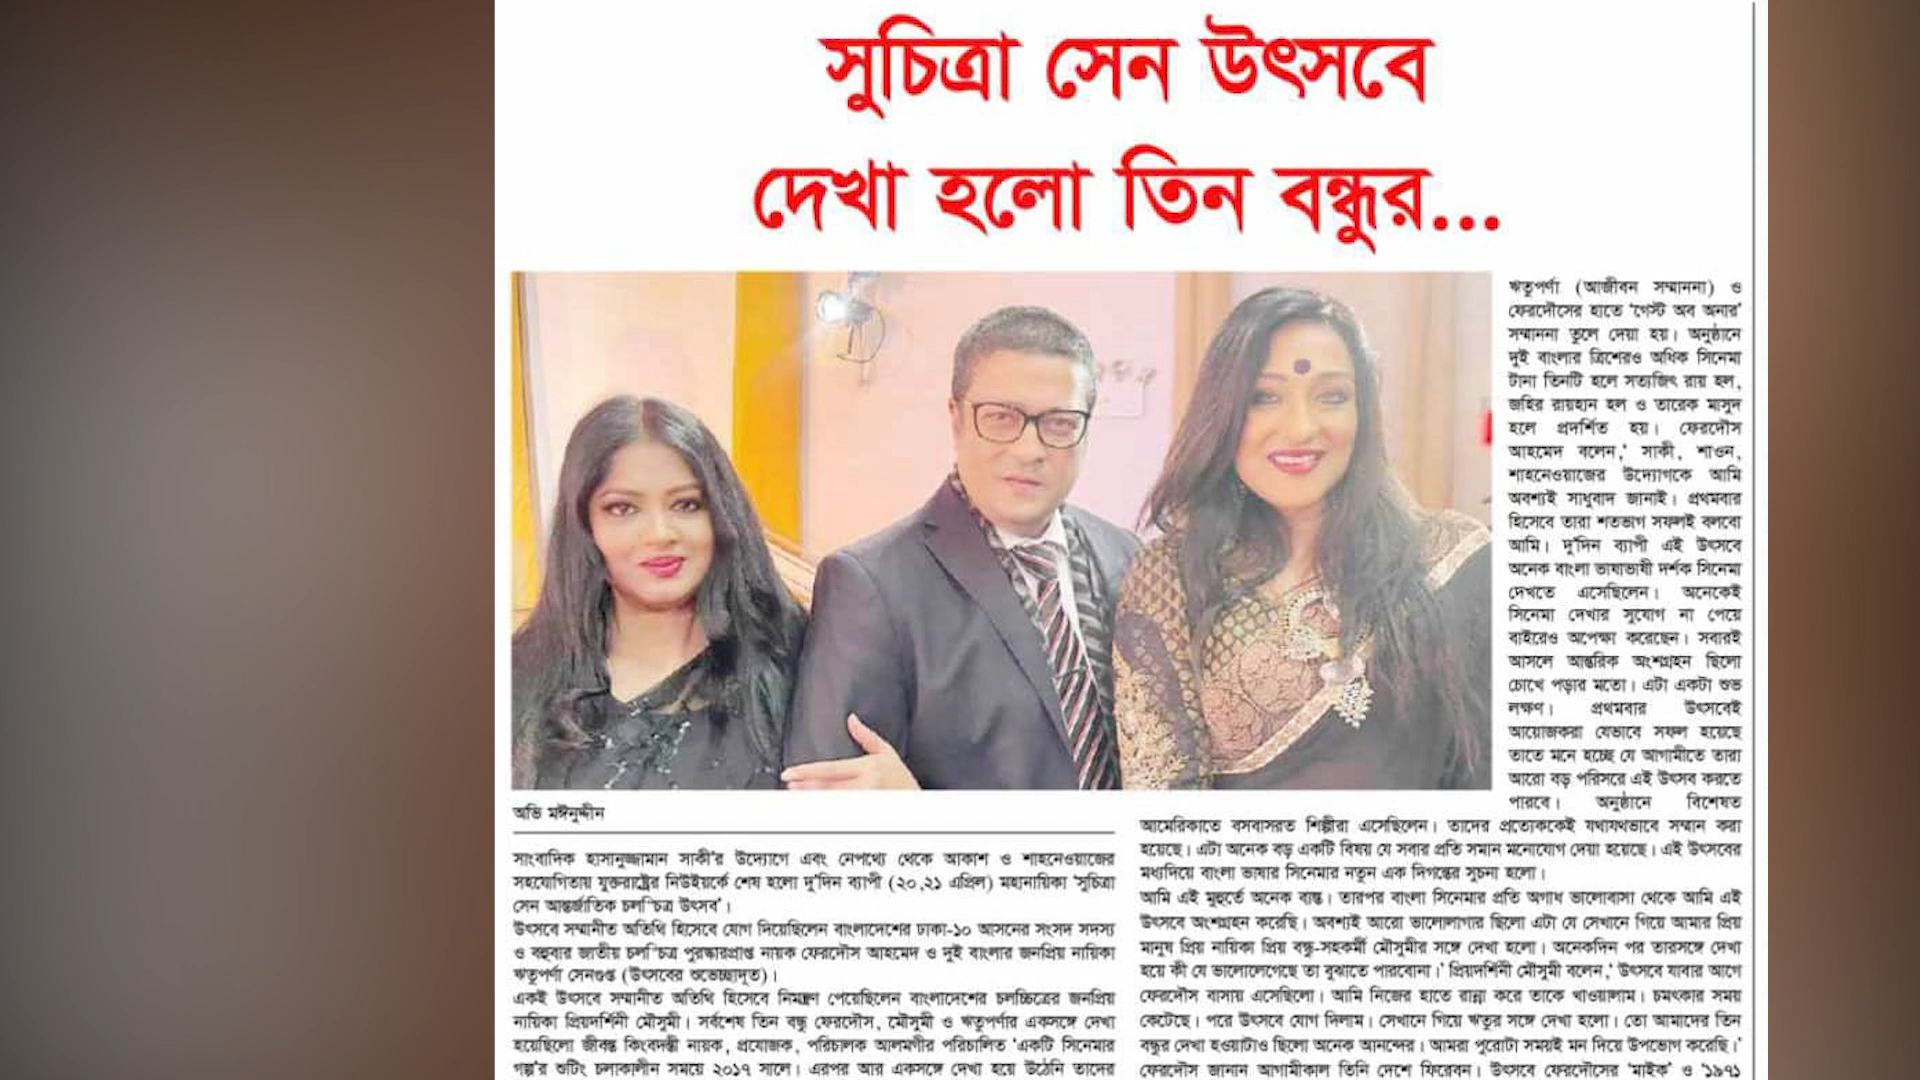 সুচিত্রা সেন উৎসবে
দেখা হলো তিন বন্ধুর...
অভি মঈনুদ্দীন
সাংবাদিক হাসানুজ্জামান সাকী'র উদ্যোগে এবং নেপথ্যে থেকে আকাশ ও শাহনেওয়াজের
সহযোগিতায় যুক্তরাষ্ট্রের নিউইয়র্কে শেষ হলো দু'দিন ব্যাপী (২০,২১ এপ্রিল) মহানায়িকা 'সুচিত্রা
সেন আন্তর্জাতিক চলচ্চিত্র উৎসব'।
উৎসবে সম্মানীত অতিথি হিসেবে যোগ দিয়েছিলেন বাংলাদেশের ঢাকা-১০ আসনের সংসদ সদস্য
ও বহুবার জাতীয় চলচ্চিত্র পুরস্কারপ্রাপ্ত নায়ক ফেরদৌস আহমেদ ও দুই বাংলার জনপ্রিয় নায়িকা
ঋতুপর্ণা সেনগুপ্ত (উৎসবের শুভেচ্ছাদূত)।
একই উৎসবে সম্মানীত অতিথি হিসেবে নিমন্ত্রণ পেয়েছিলেন বাংলাদেশের চলচ্চিত্রের জনপ্রিয়
নায়িকা প্রিয়দর্শিনী মৌসুমী। সর্বশেষ তিন বন্ধু ফেরদৌস, মৌসুমী ও ঋতুপর্ণার একসঙ্গে দেখা
হয়েছিলো জীবন্ত কিংবদন্তী নায়ক, প্রযোজক, পরিচালক আলমগীর পরিচালিত 'একটি সিনেমার
গল্প'র শুটিং চলাকালীন সময়ে ২০১৭ সালে। এরপর আর একসঙ্গে দেখা হয়ে উঠেনি তাদের
ঋতুপর্ণা (আজীবন সম্মাননা) ও
ফেরদৌসের হাতে 'গেস্ট অব অনার'
সম্মাননা তুলে দেয়া হয়। অনুষ্ঠানে
দুই বাংলার ত্রিশেরও অধিক সিনেমা
টানা তিনটি হলে সত্যজিৎ রায় হল,
জহির রায়হান হল ও তারেক মাসুদ
হলে প্রদর্শিত হয়। ফেরদৌস
আহমেদ বলেন,' সাকী, শাওন,
শাহনেওয়াজের উদ্যোগকে আমি
অবশ্যই সাধুবাদ জানাই। প্রথমবার
হিসেবে তারা শতভাগ সফলই বলবো
আমি। দু'দিন ব্যাপী এই উৎসবে
অনেক বাংলা ভাষাভাষী দর্শক সিনেমা
দেখতে এসেছিলেন। অনেকেই
সিনেমা দেখার সুযোগ না পেয়ে
বাইরেও অপেক্ষা করেছেন। সবারই
আসলে আন্তরিক অংশগ্রহন ছিলো
চোখে পড়ার মতো। এটা একটা শুভ
লক্ষণ। প্রথমবার উৎসবেই
আয়োজকরা যেভাবে সফল হয়েছে
তাতে মনে হচ্ছে যে আগামীতে তারা
আরো বড় পরিসরে এই উৎসব করতে
পারবে। অনুষ্ঠানে বিশেষত
আমেরিকাতে বসবাসরত শিল্পীরা এসেছিলেন। তাদের প্রত্যেককেই যথাযথভাবে সম্মান করা
হয়েছে। এটা অনেক বড় একটি বিষয় যে সবার প্রতি সমান মনোযোগ দেয়া হয়েছে। এই উৎসবের
মধ্যদিয়ে বাংলা ভাষার সিনেমার নতুন এক দিগন্তের সুচনা হলো।
আমি এই মুহুর্তে অনেক ব্যস্ত। তারপর বাংলা সিনেমার প্রতি অগাধ ভালোবাসা থেকে আমি এই
উৎসবে অংশগ্রহন করেছি। অবশ্যই আরো ভালোলাগার ছিলো এটা যে সেখানে গিয়ে আমার প্রিয়
মানুষ প্রিয় নায়িকা প্রিয় বন্ধু-সহকর্মী মৌসুমীর সঙ্গে দেখা হলো। অনেকদিন পর তারসঙ্গে দেখা
হয়ে কী যে ভালোলেগেছে তা বুঝাতে পারবোনা।' প্রিয়দর্শিনী মৌসুমী বলেন,' উৎসবে যাবার আগে
ফেরদৌস বাসায় এসেছিলো। আমি নিজের হাতে রান্না করে তাকে খাওয়ালাম। চমৎকার সময়
কেটেছে। পরে উৎসবে যোগ দিলাম। সেখানে গিয়ে ঋতুর সঙ্গে দেখা হলো। তো আমাদের তিন
বন্ধুর দেখা হওয়াটাও ছিলো অনেক আনন্দের। আমরা পুরোটা সময়ই মন দিয়ে উপভোগ করেছি।'
ফেরদৌস জানান আগামীকাল তিনি দেশে ফিরেবন। উৎসবে ফেরদৌসের 'মাইক' ও '১৯৭১